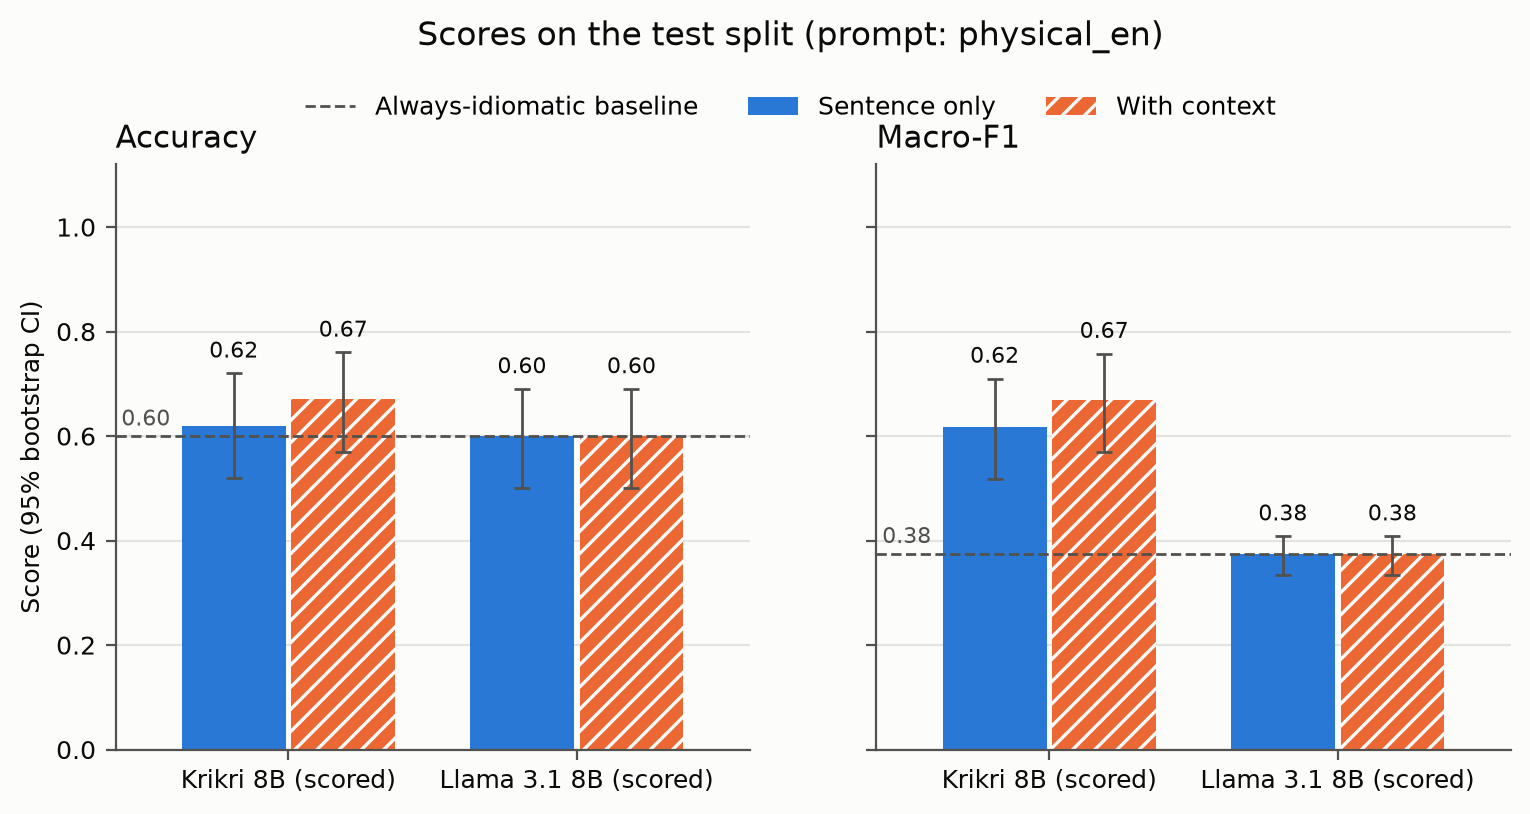 Scores on the test split (prompt: physical_en)
Always-idiomatic baseline
Sentence only
With context
Accuracy
Score (95% bootstrap CI)
1.0
0.8
0.6
0.4
0.2
0.0
0.60
0.62
0.67
0.60
0.60
Krikri 8B (scored)
Llama 3.1 8B (scored)
Macro-F1
0.38
0.62
0.67
0.38
0.38
Krikri 8B (scored)
Llama 3.1 8B (scored)